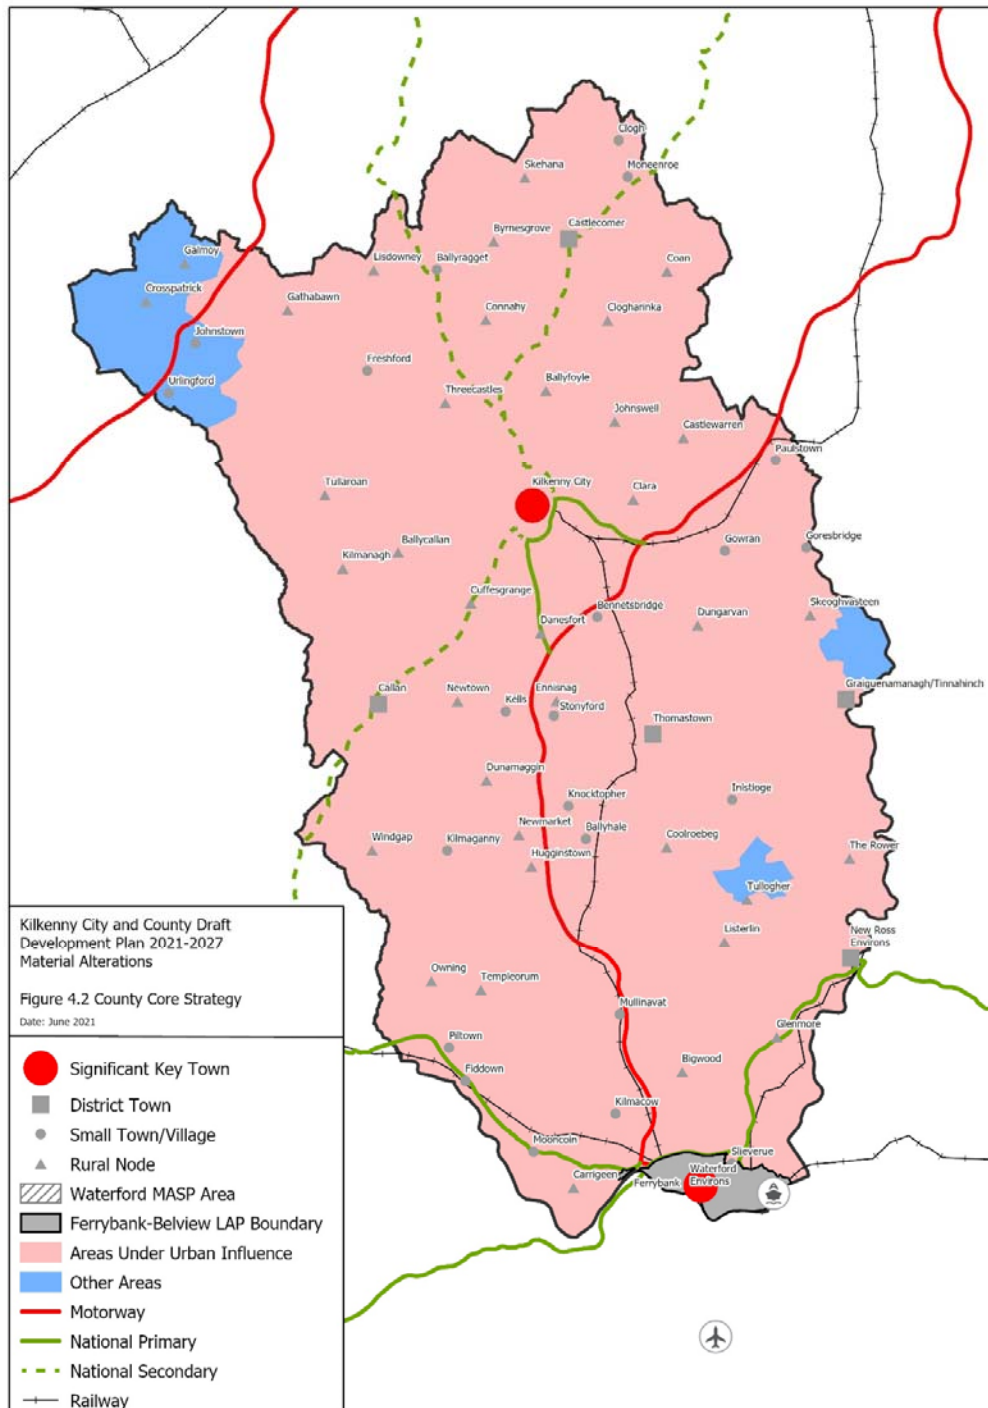 Clogh
Moneenroe
Skehana
Castlecomer
Byrnesgrove
Galmoy
Lisdowney
Ballyragget
Coan
Crosspatrick
Gathabawn
Connahy
Clogharinka
Johnstown
Freshford
Urlingford
Threecastles
Ballyfoyle
Johnswell
Castlewarren
Paulstown
Kilkenny City
Tullaroan
Clara
Ballycallan
Kilmanagh
Gowran
Goresbridge
Cuffesgrange
Bennetsbridge
Danesfort
Dungarvan
Skeoghvasteen
Callan
Newtown
Ennisnag
Kells
Stonyford
Graiguenamanagh/Tinnahinch
Thomastown
Dunamaggin
Knocktopher
Inistioge
Windgap
Kilmaganny
Newmarket
Ballyhale
Coolroebeg
The Rower
Hugginstown
Tullogher
Listerlin
New Ross
Environs
Owning
Templeorum
Mullinavat
Glenmore
Piltown
Fiddown
Bigwood
Kilmacow
Mooncoin
Slieverue
Carrigeen
Ferrybank
Waterford
Environs
Kilkenny City and County Draft
Development Plan 2021-2027
Material Alterations
Figure 4.2 County Core Strategy
Date: June 2021
Significant Key Town
District Town
Small Town/Village
Rural Node
Waterford MASP Area
Ferrybank-Belview LAP Boundary
Areas Under Urban Influence
Other Areas
Motorway
National Primary
National Secondary
Railway